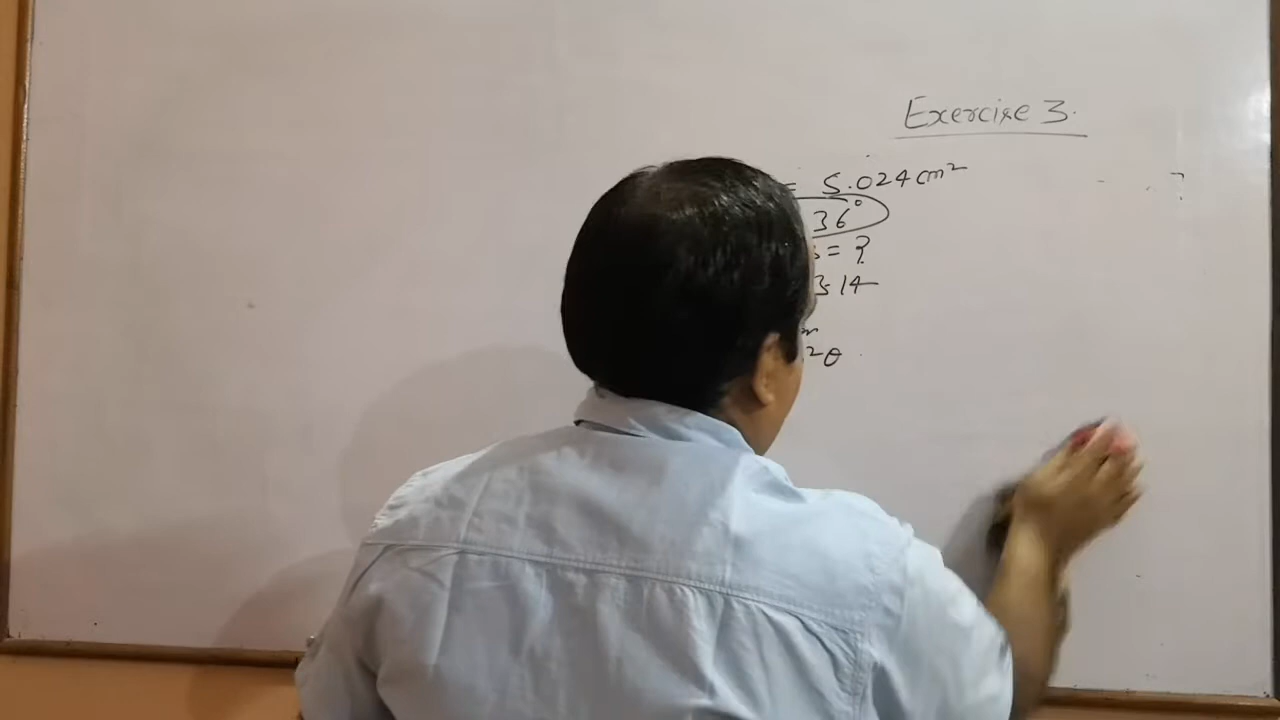 Exercise 3.
= 5.024 cm²
36°
= ?
3.14
²θ